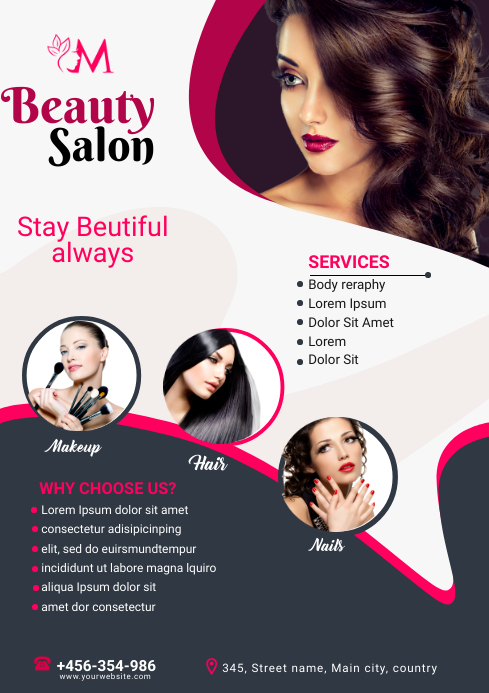 M
Beauty
Salon
Stay Beutiful
always
SERVICES
Body reraphy
Lorem Ipsum
Dolor Sit Amet
Lorem
Dolor Sit
Makeup
Hair
Nails
WHY CHOOSE US?
Lorem Ipsum dolor sit amet
consectetur adisipicinping
elit, sed do euirsmundtempur
incididunt ut labore magna lquiro
aliqua Ipsum dolor sit
amet dor consetectur
+456-354-986
www.yourwebsite.com
345, Street name, Main city, country